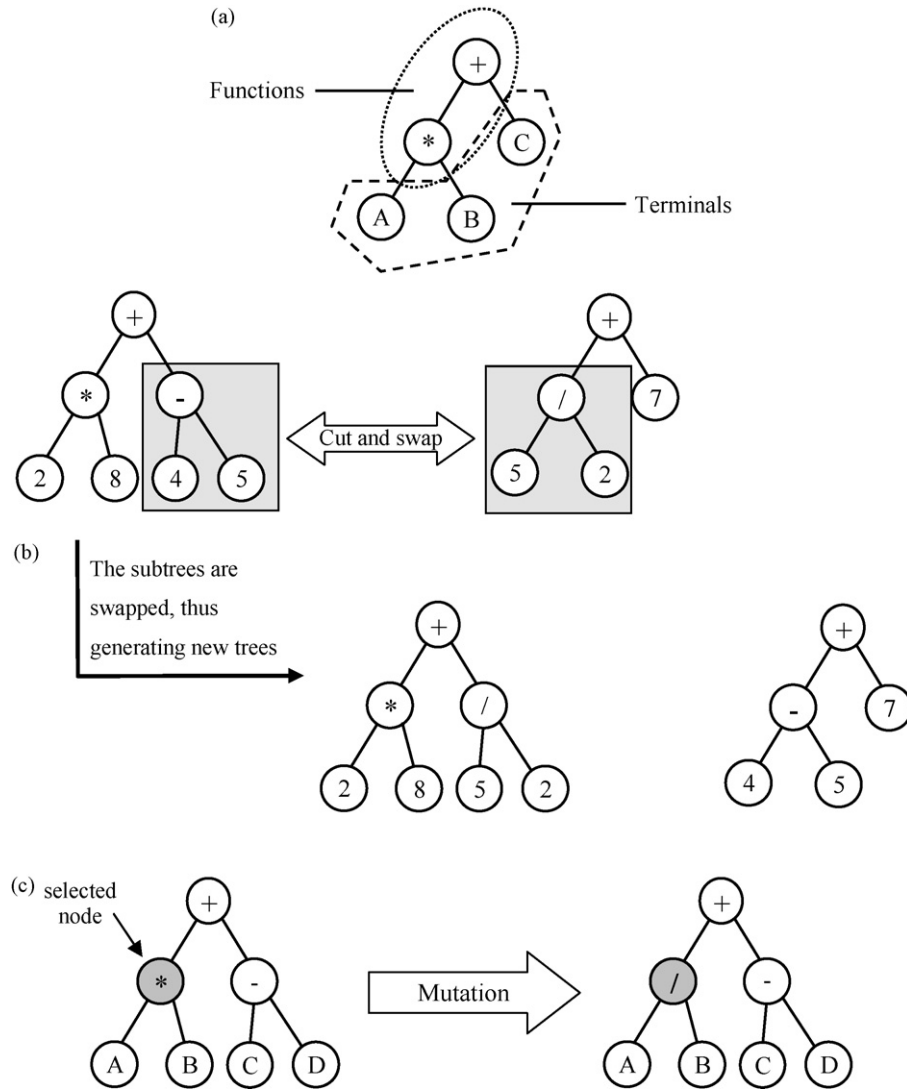 (a)
+
Functions
*
C
A
B
Terminals
+
+
*
-
/
7
Cut and swap
2
8
4
5
5
2
(b)
The subtrees are
swapped, thus
generating new trees
+
+
*
/
-
7
2
8
5
2
4
5
(c)
selected
node
+
+
*
-
Mutation
/
-
A
B
C
D
A
B
C
D